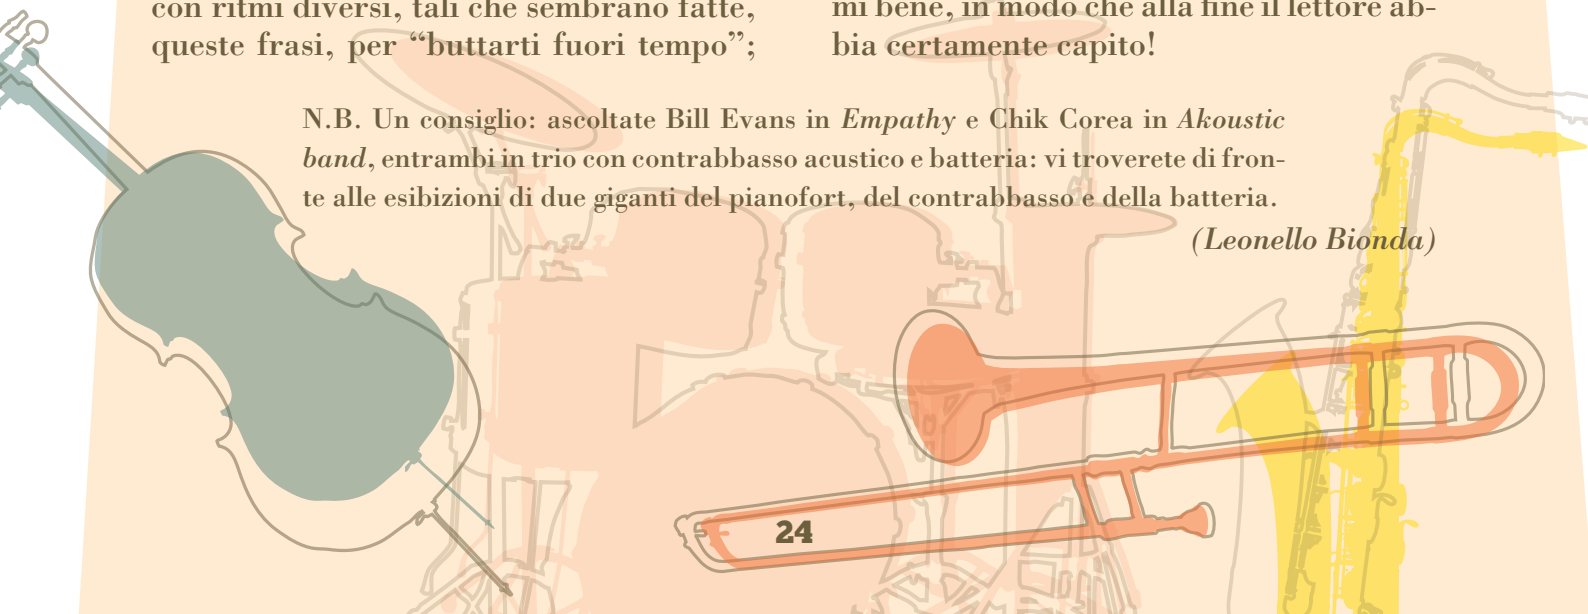 con ritmi diversi, tali che sembrano fatte,
queste frasi, per “buttarti fuori tempo”;
mi bene, in modo che alla fine il lettore ab-
bia certamente capito!
N.B. Un consiglio: ascoltate Bill Evans in Empathy e Chik Corea in Akoustic
band, entrambi in trio con contrabbasso acustico e batteria: vi troverete di fron-
te alle esibizioni di due giganti del pianofort, del contrabbasso e della batteria.
(Leonello Bionda)
24